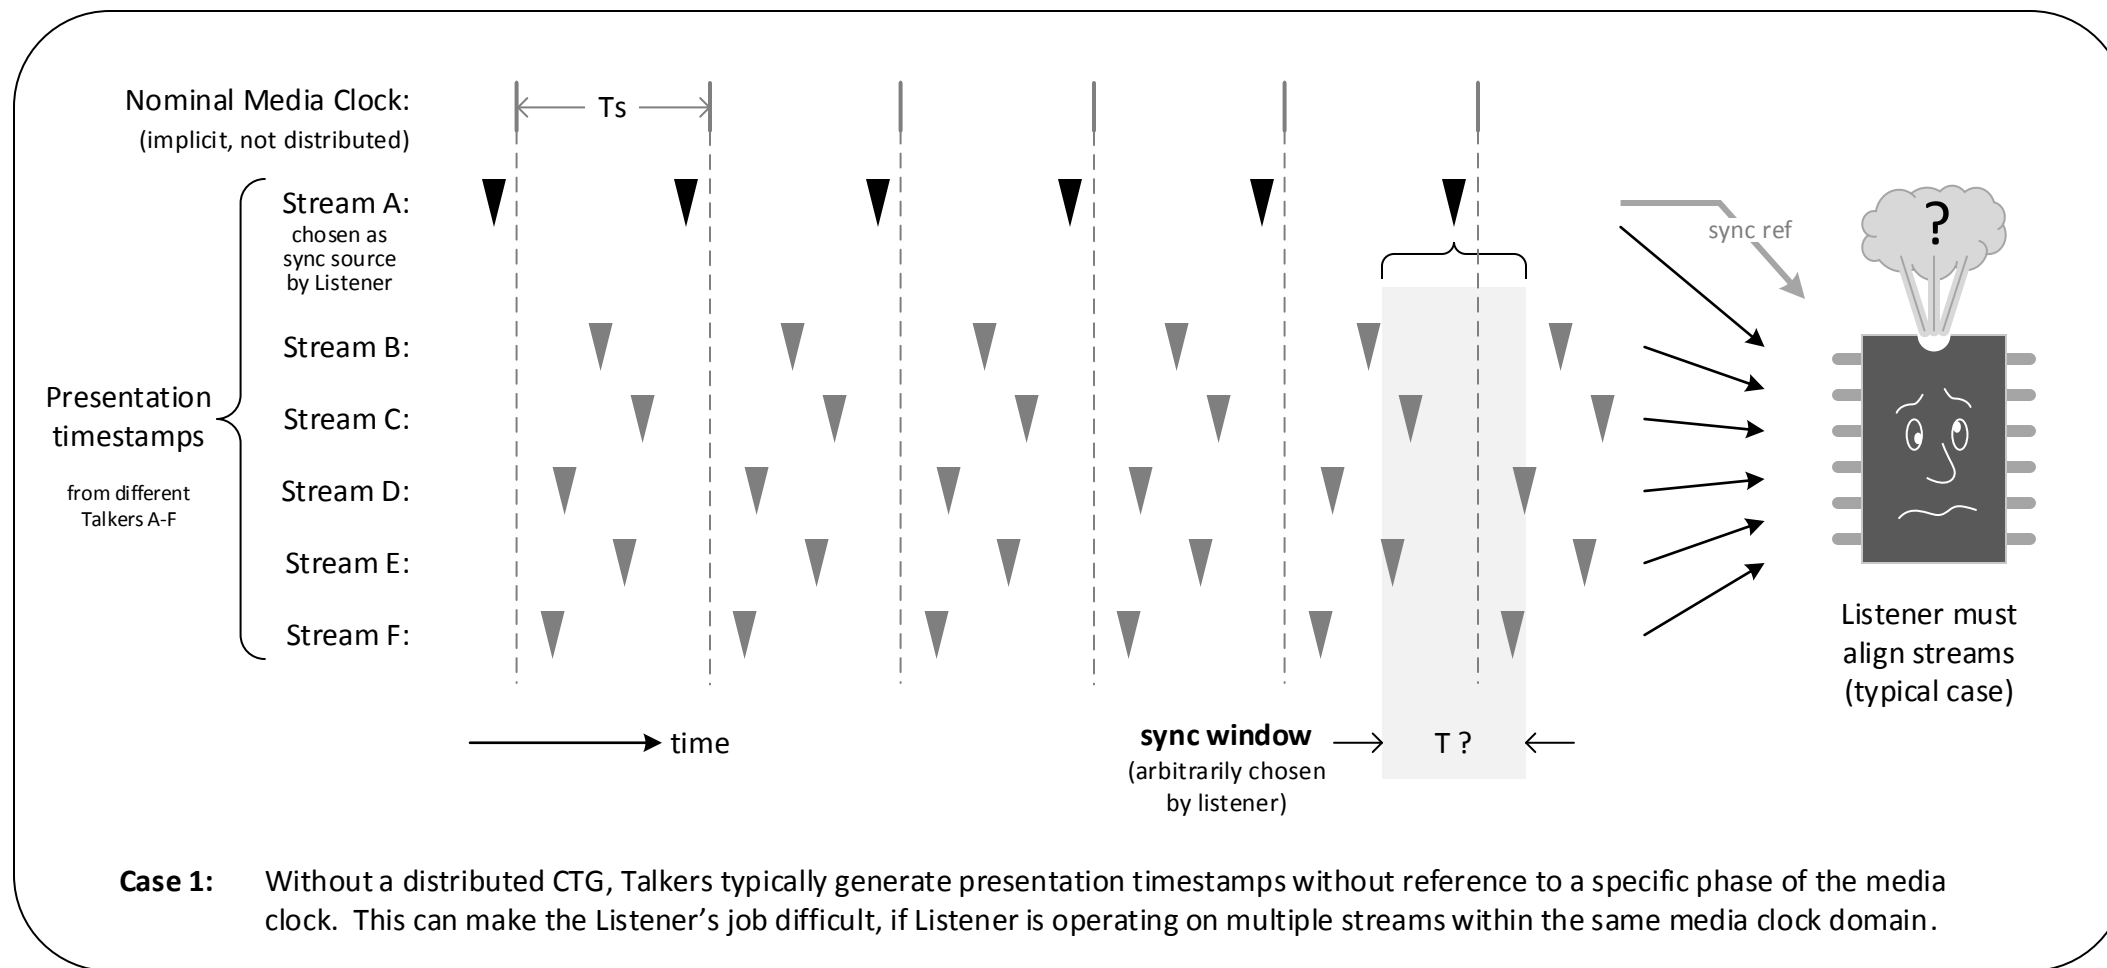 Nominal Media Clock:
(implicit, not distributed)
Ts
Stream A:
chosen as
sync source
by Listener
sync ref
?
Stream B:
Stream C:
Presentation
timestamps
from different
Talkers A-F
Stream D:
Stream E:
Stream F:
Listener must
align streams
(typical case)
time
sync window
(arbitrarily chosen
by listener)
T ?
Case 1: Without a distributed CTG, Talkers typically generate presentation timestamps without reference to a specific phase of the media
clock. This can make the Listener’s job difficult, if Listener is operating on multiple streams within the same media clock domain.